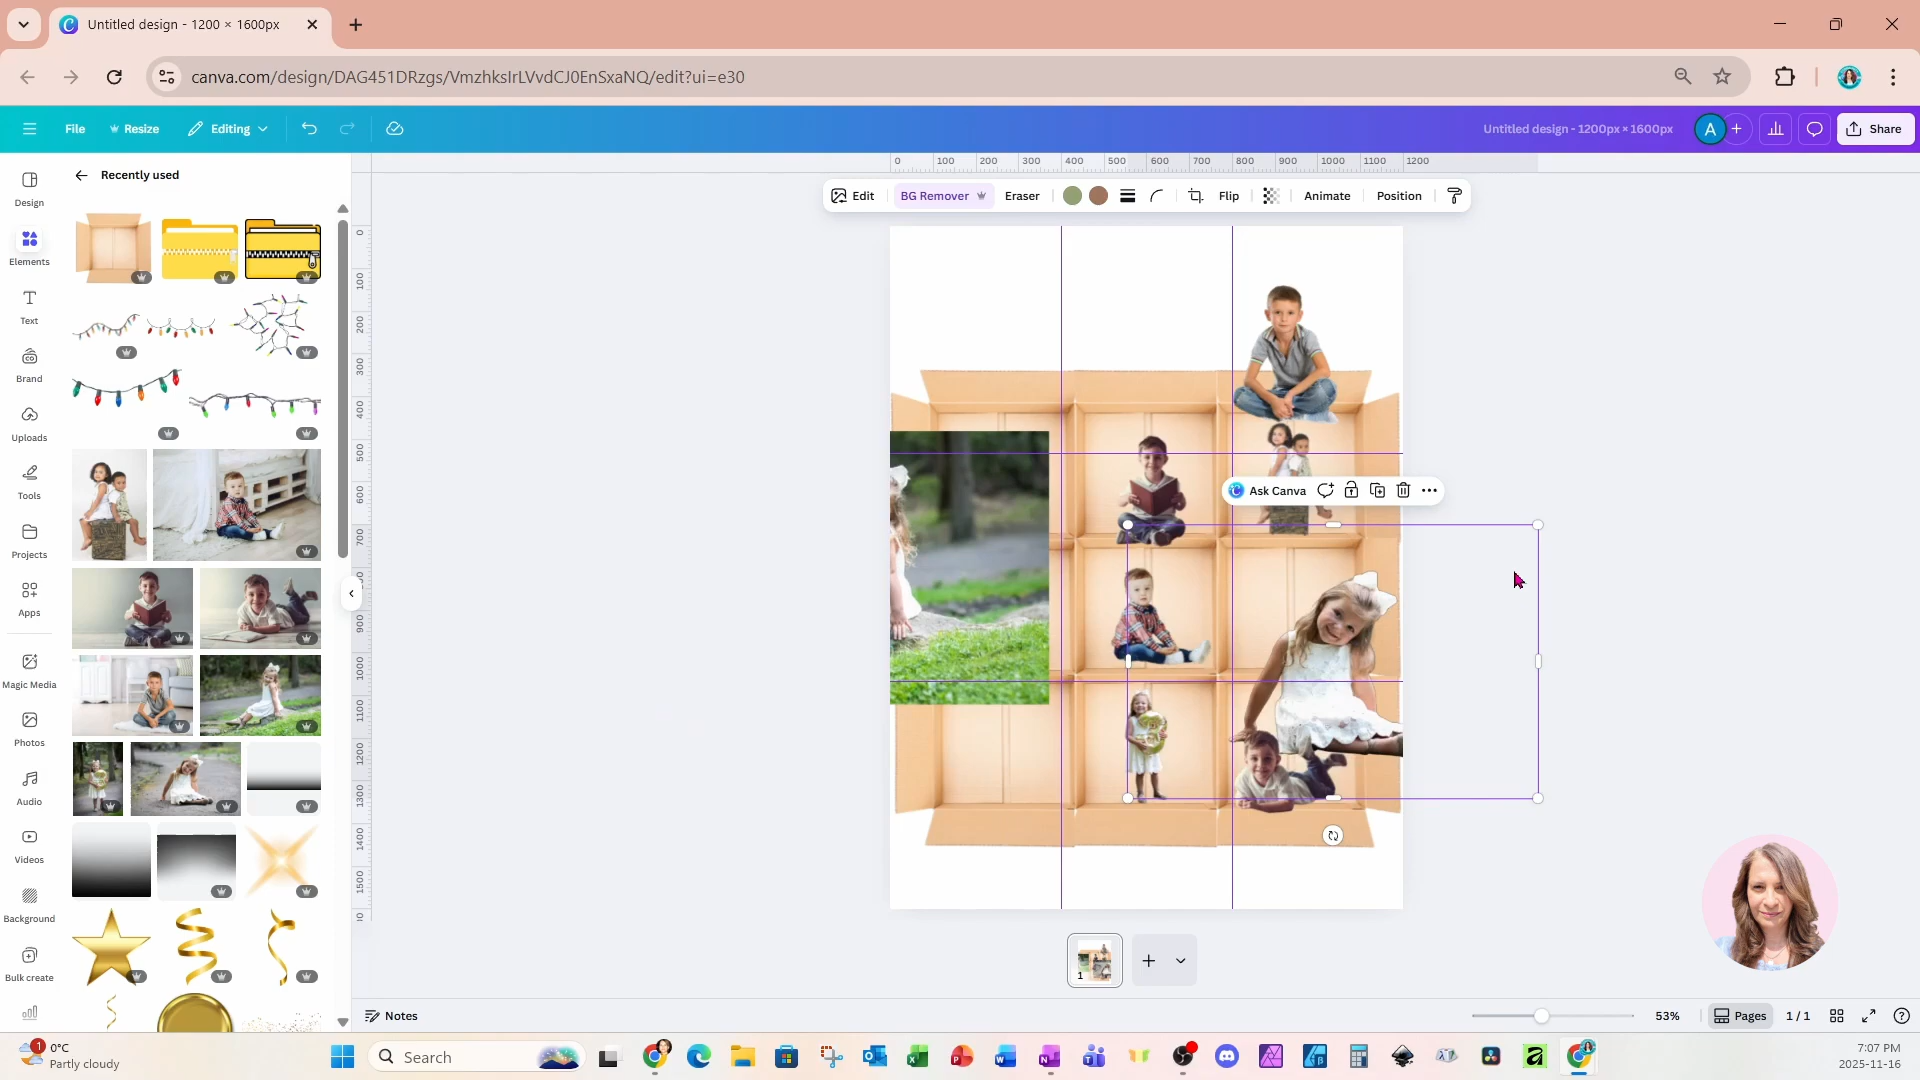 Untitled design - 1200 × 1600px
canva.com/design/DAG451DRzgs/VmzhksIrLVvdCJ0EnSxaNQ/edit?ui=e30
File
Resize
Editing
Untitled design - 1200px × 1600px
A
Share
Design
Elements
Text
Brand
Uploads
Tools
Projects
Apps
Magic Media
Photos
Audio
Videos
Background
Bulk create
Recently used
0 100 200 300 400 500 600 700 800 900 1000 1100 1200
Edit
BG Remover
Eraser
Flip
Animate
Position
Ask Canva
1
Notes
53%
Pages
1 / 1
1
0°C
Partly cloudy
Search
7:07 PM
2025-11-16